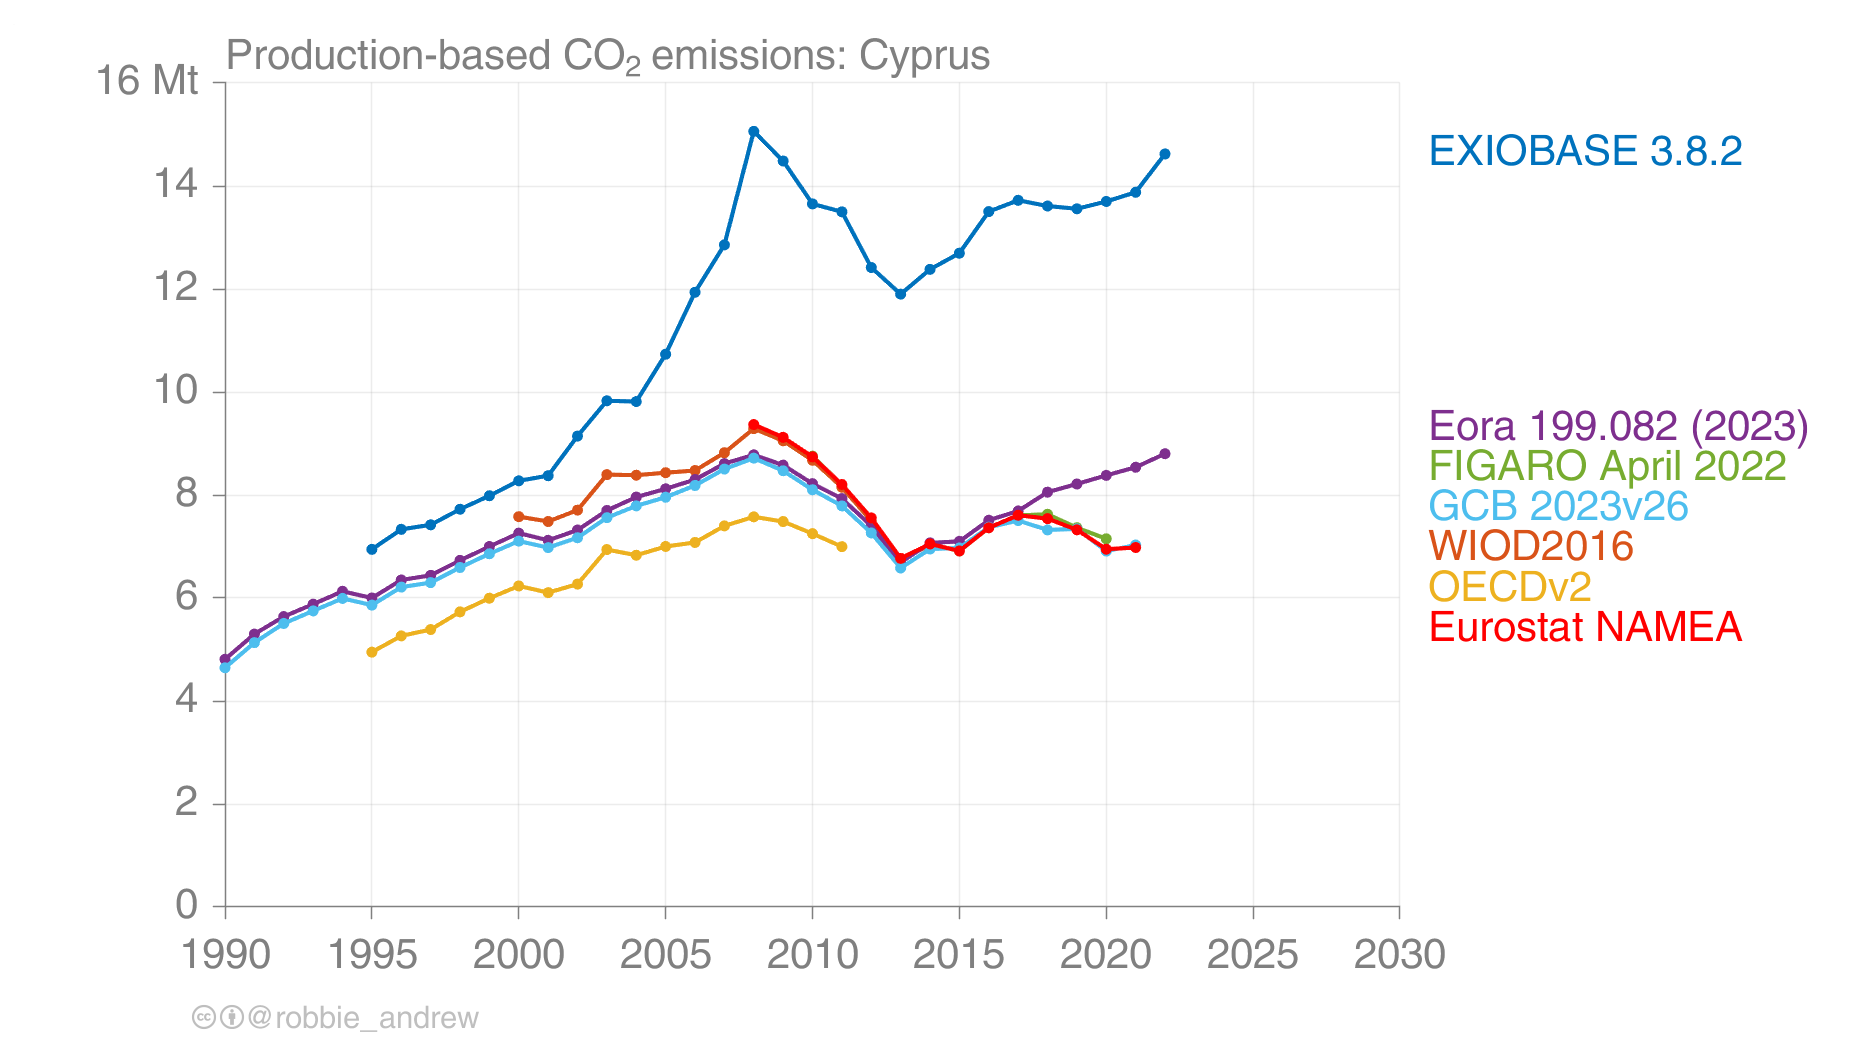 Production-based CO₂ emissions: Cyprus
16 Mt
14
12
10
8
6
4
2
0
1990 1995 2000 2005 2010 2015 2020 2025 2030
EXIOBASE 3.8.2
Eora 199.082 (2023)
FIGARO April 2022
GCB 2023v26
WIOD2016
OECDv2
Eurostat NAMEA
cc @robbie_andrew